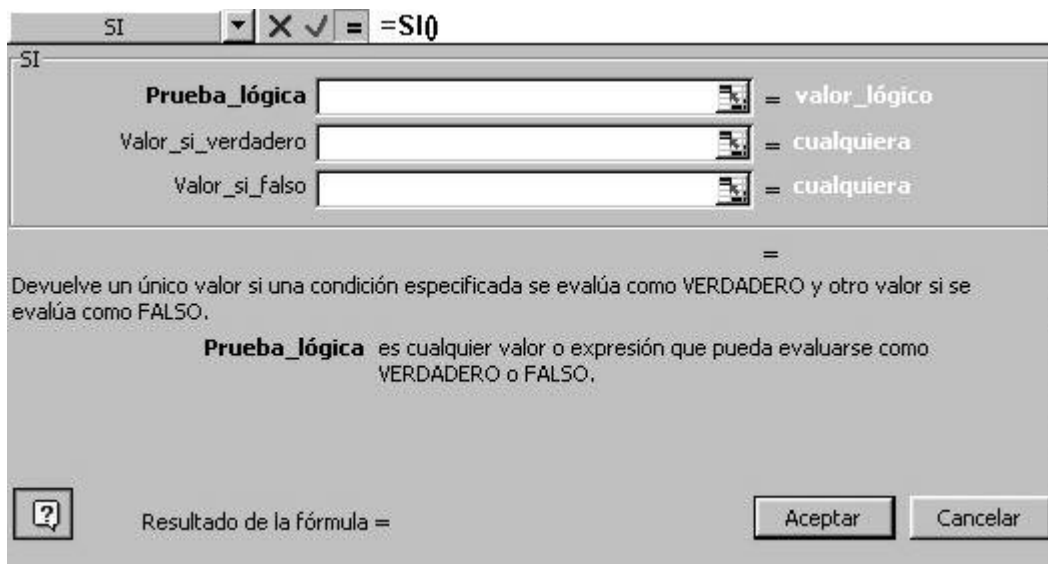 SI = =SI()
SI
Prueba_lógica = valor_lógico
Valor_si_verdadero = cualquiera
Valor_si_falso = cualquiera
=
Devuelve un único valor si una condición especificada se evalúa como VERDADERO y otro valor si se
evalúa como FALSO.
Prueba_lógica es cualquier valor o expresión que pueda evaluarse como
VERDADERO o FALSO.
? Resultado de la fórmula = Aceptar Cancelar